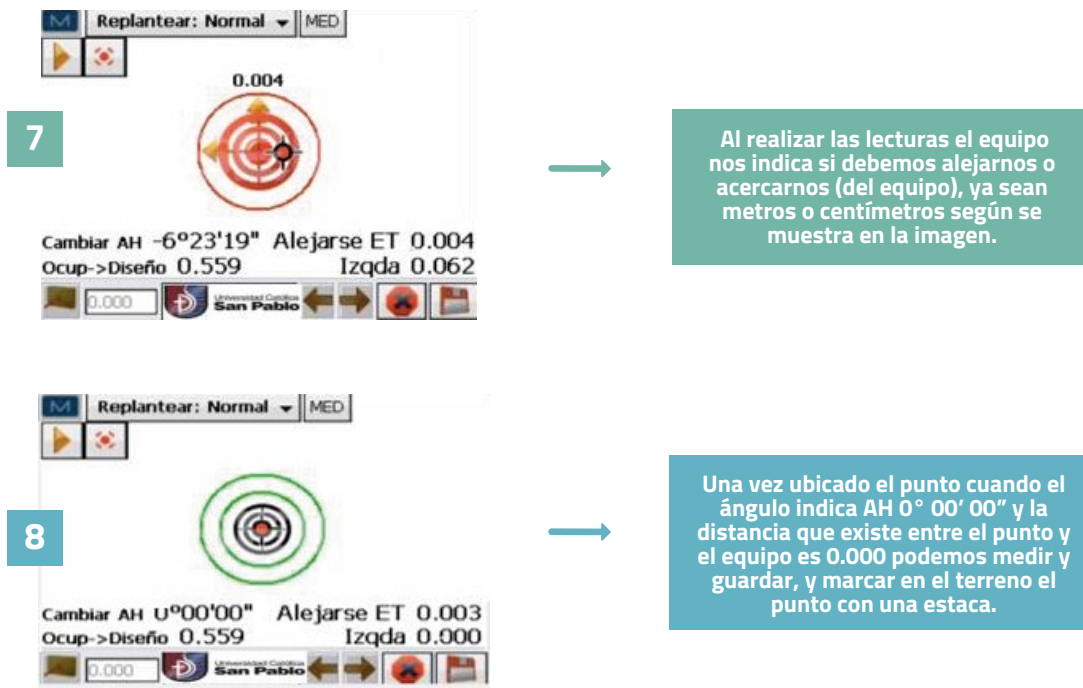 Replantear: Normal MED
0.004
7
Cambiar AH -6°23'19" Alejarse ET 0.004
Ocup->Diseño 0.559 Izqda 0.062
0.000 Universidad Católica
San Pablo
Al realizar las lecturas el equipo
nos indica si debemos alejarnos o
acercarnos (del equipo), ya sean
metros o centímetros según se
muestra en la imagen.
Replantear: Normal MED
8
Cambiar AH 0°00'00" Alejarse ET 0.003
Ocup->Diseño 0.559 Izqda 0.000
0.000 Universidad Católica
San Pablo
Una vez ubicado el punto cuando el
ángulo indica AH 0° 00’ 00” y la
distancia que existe entre el punto y
el equipo es 0.000 podemos medir y
guardar, y marcar en el terreno el
punto con una estaca.